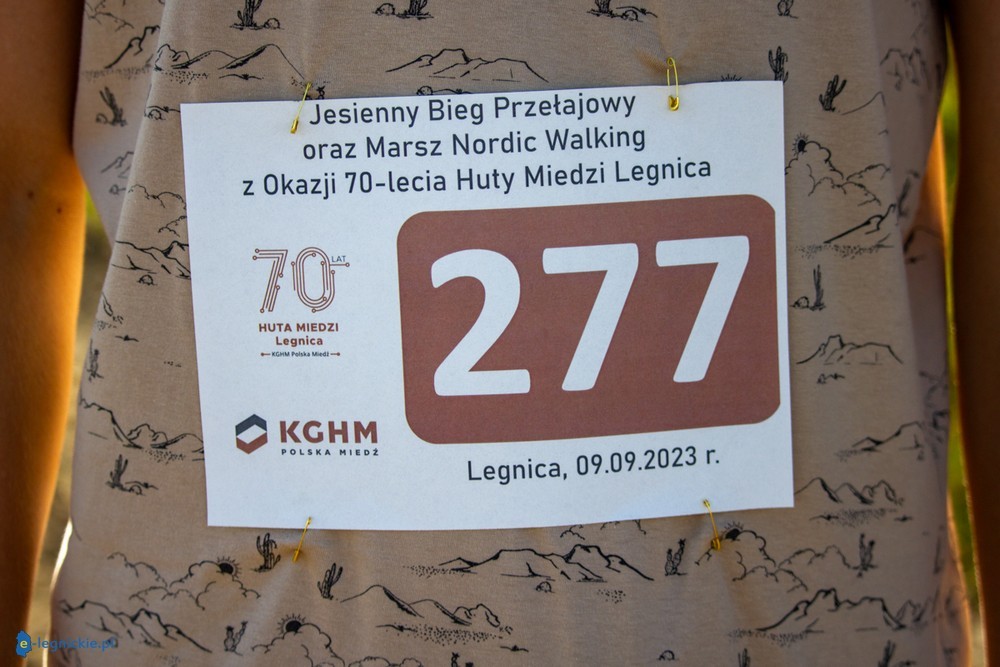 Jesienny Bieg Przełajowy
oraz Marsz Nordic Walking
z Okazji 70-lecia Huty Miedzi Legnica
70 LAT
HUTA MIEDZI
Legnica
KGHM Polska Miedź
277
KGHM
POLSKA MIEDŹ
Legnica, 09.09.2023 r.
e-legnickie.pl